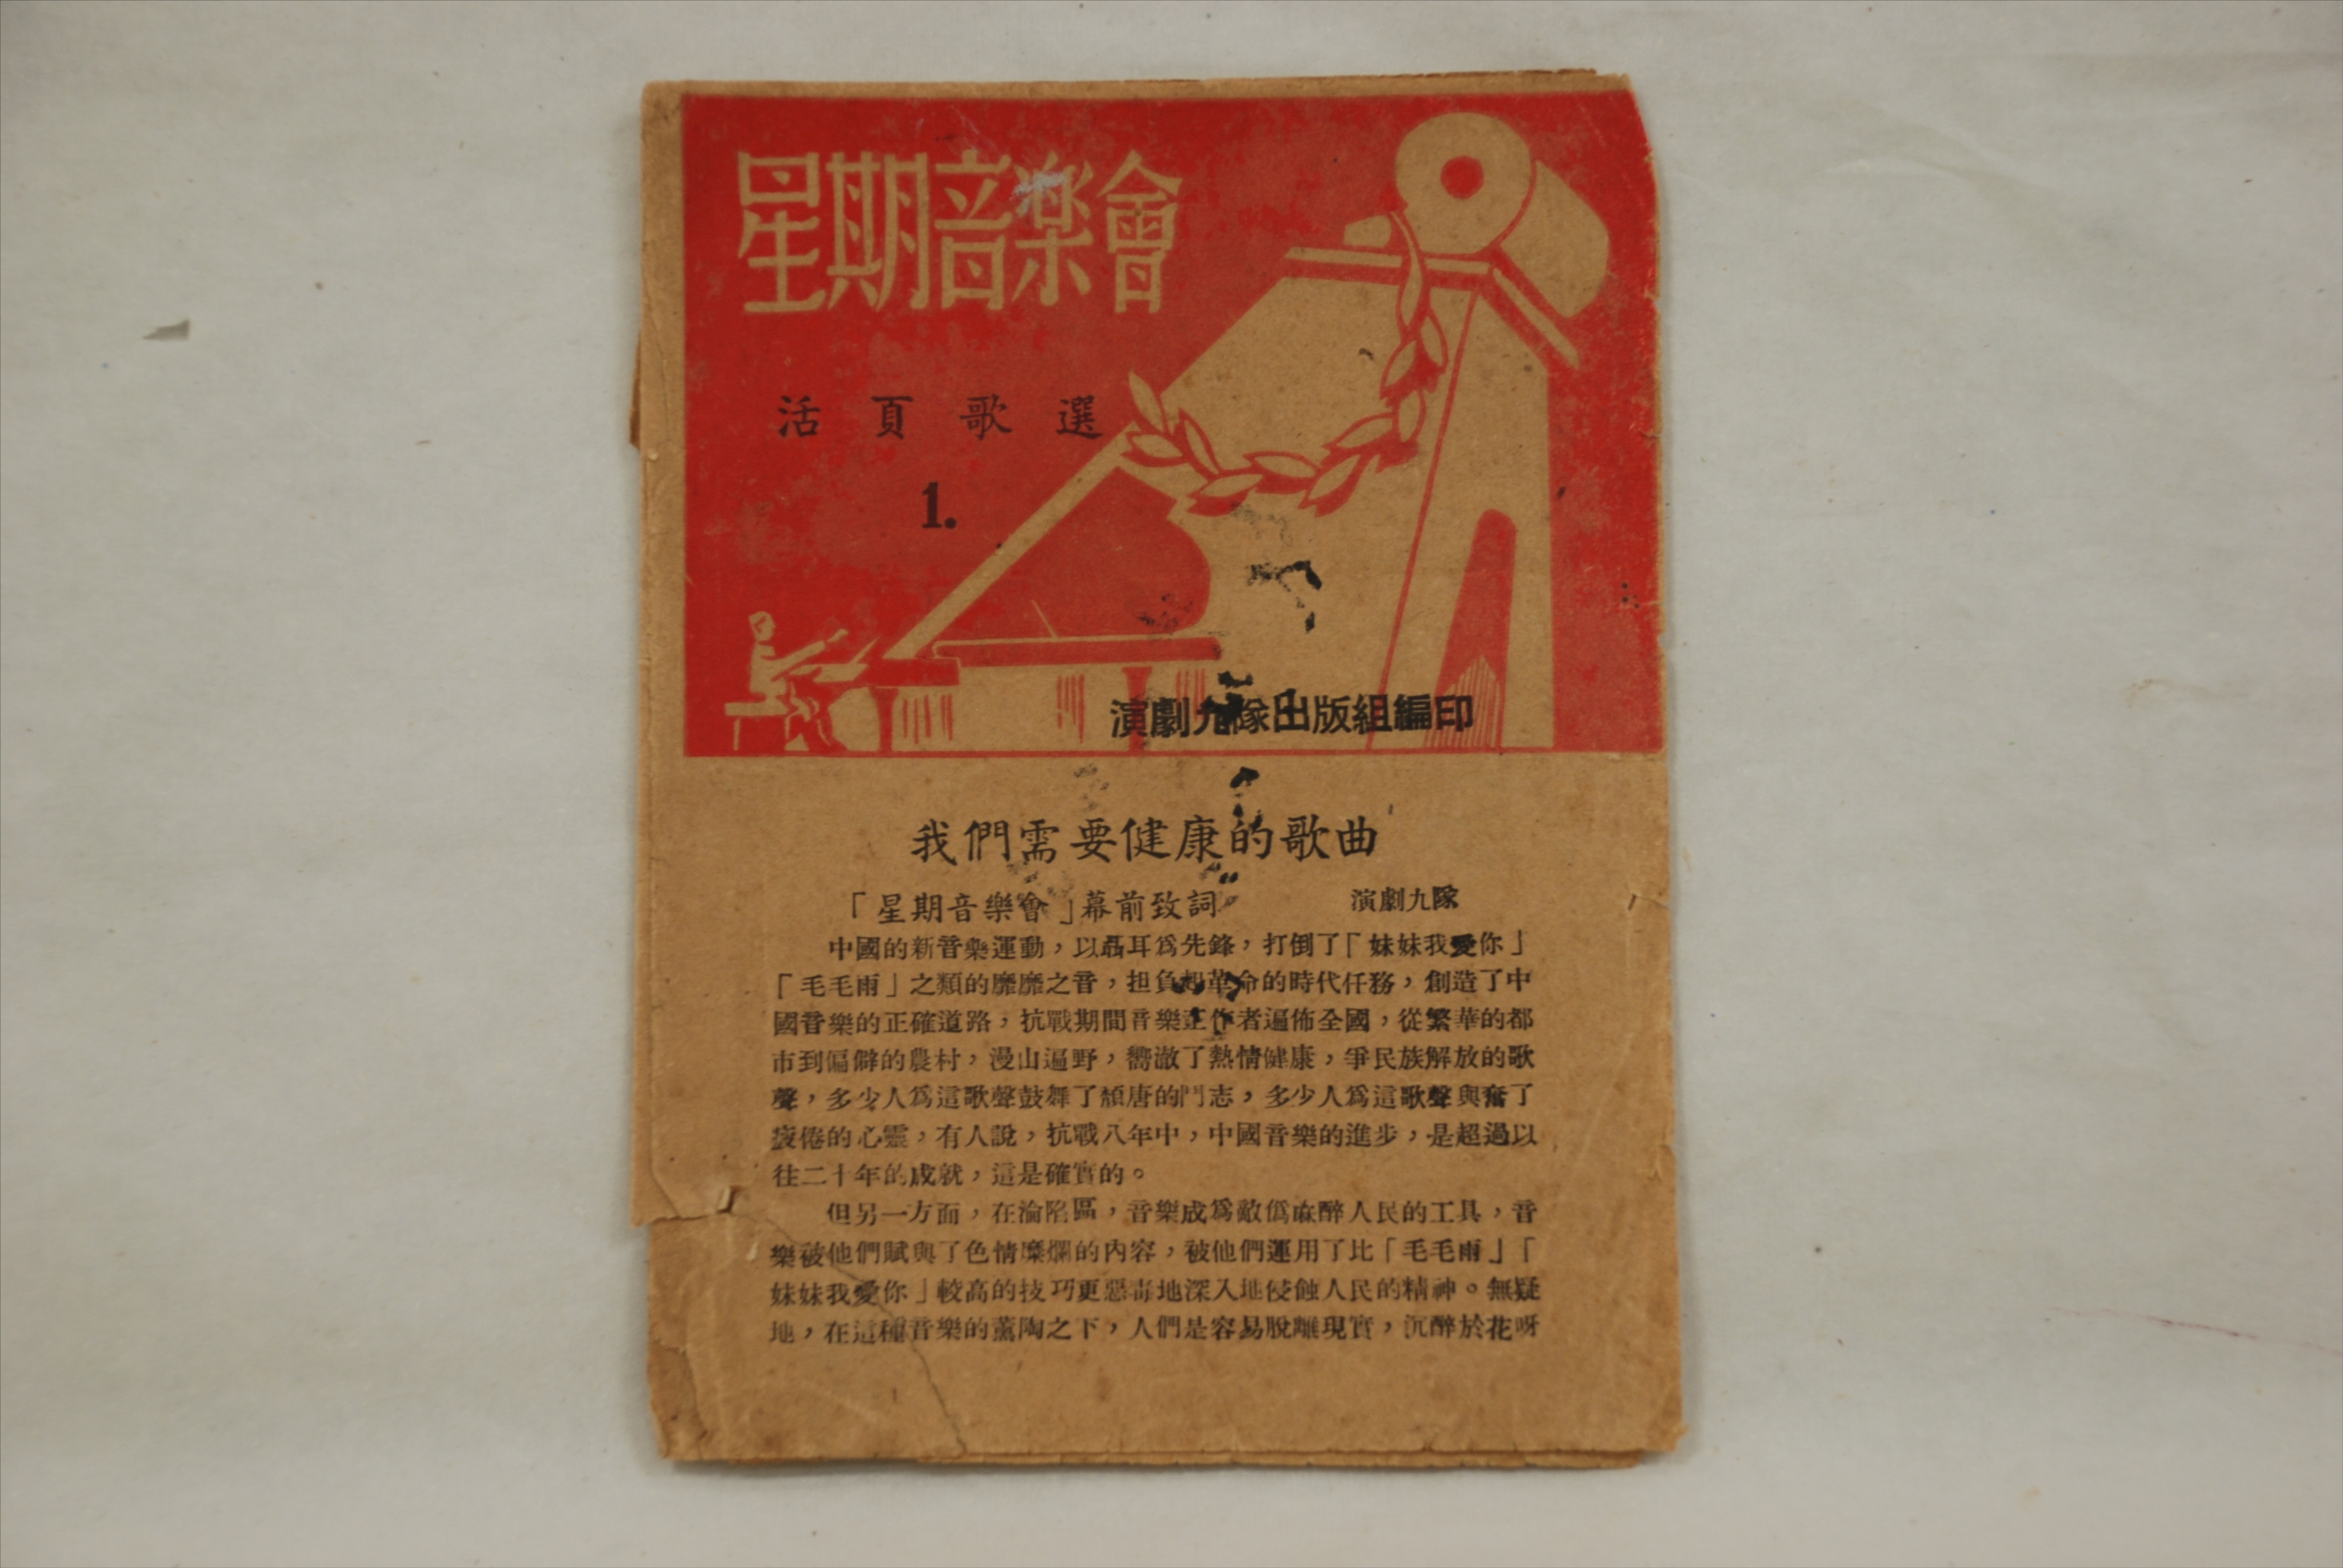 星期音樂會
活頁歌選
1.
演劇九隊出版組編印
我們需要健康的歌曲
「星期音樂會」幕前致詞 演劇九隊
中國的新音樂運動，以聶耳爲先鋒，打倒了「妹妹我愛你」
「毛毛雨」之類的靡靡之音，担負起革命的時代任務，創造了中
國音樂的正確道路，抗戰期間音樂工作者遍佈全國，從繁華的都
市到偏僻的農村，漫山遍野，嚮澈了熱情健康，爭民族解放的歌
聲，多少人爲這歌聲鼓舞了頹唐的鬥志，多少人爲這歌聲與奮了
疲倦的心靈，有人說，抗戰八年中，中國音樂的進步，是超過以
往二十年的成就，這是確實的。
但另一方面，在淪陷區，音樂成爲敵僞麻醉人民的工具，音
樂被他們賦與了色情糜爛的內容，被他們運用了比「毛毛雨」「
妹妹我愛你」較高的技巧更惡毒地深入地侵蝕人民的精神。無疑
地，在這種音樂的薰陶之下，人們是容易脫離現實，沉醉於花呀